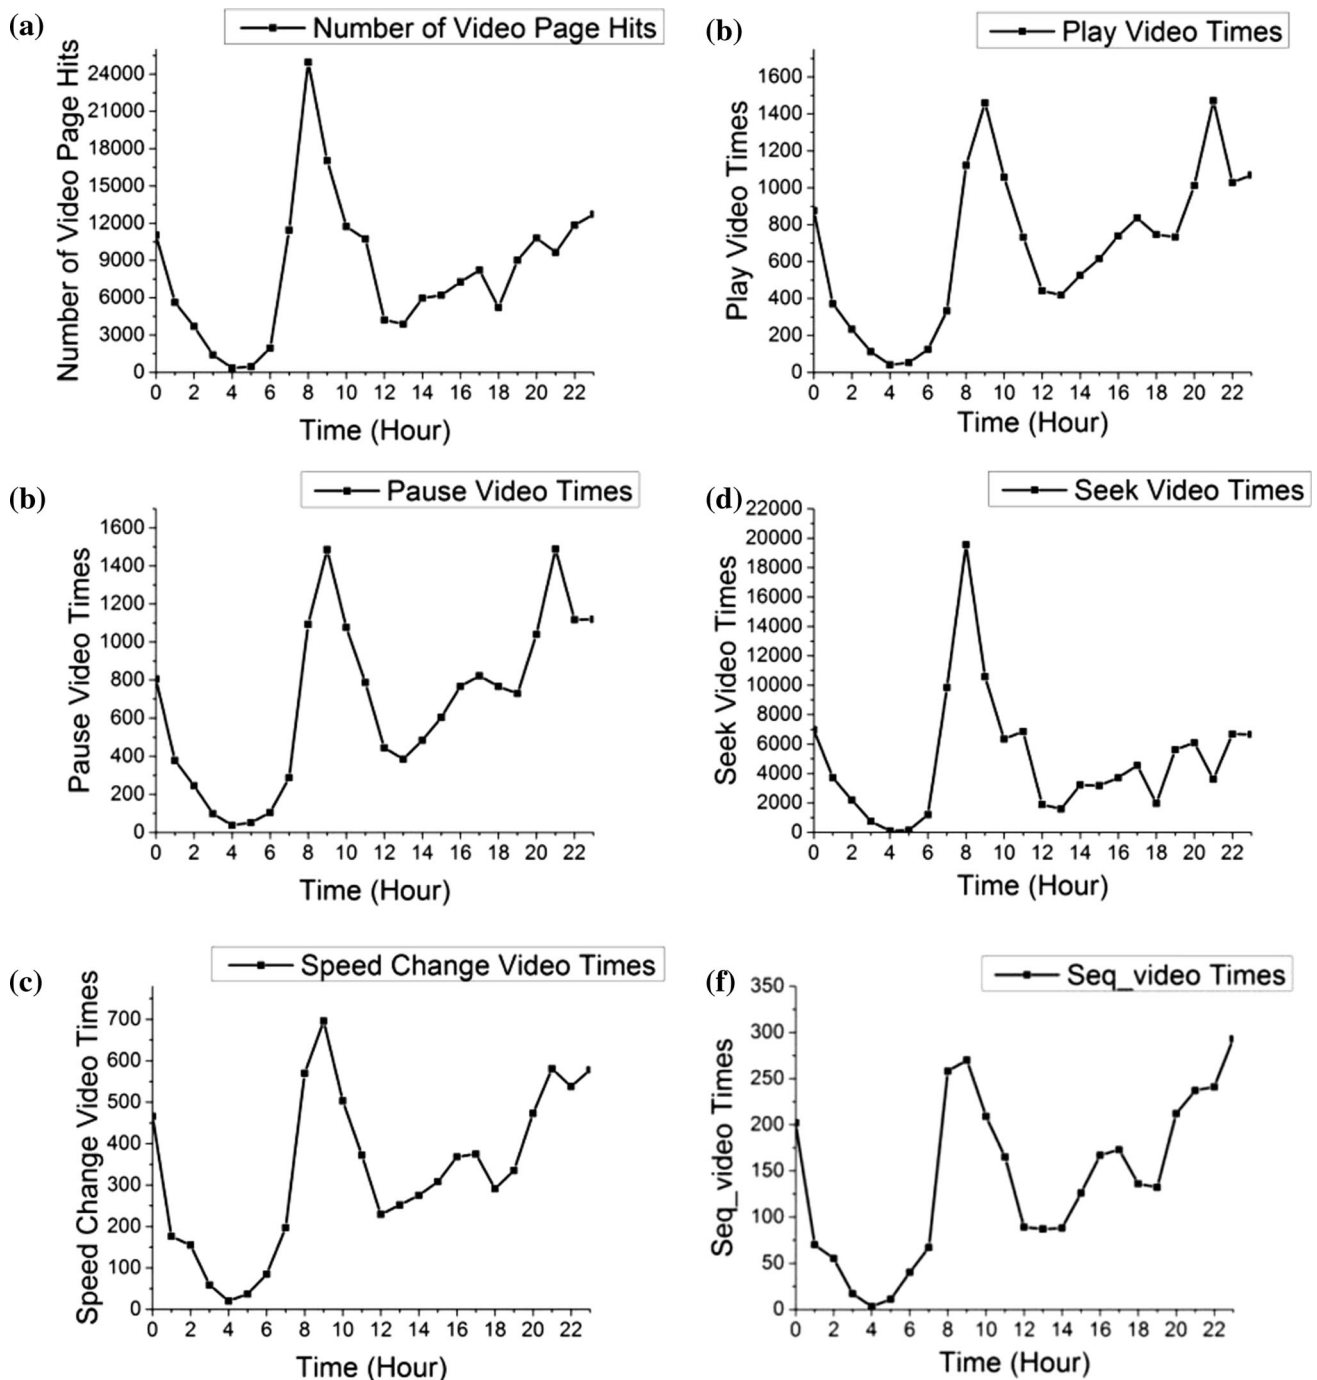 (a)
Number of Video Page Hits
Number of Video Page Hits
24000
21000
18000
15000
12000
9000
6000
3000
0
0 2 4 6 8 10 12 14 16 18 20 22
Time (Hour)
(b)
Play Video Times
Play Video Times
1600
1400
1200
1000
800
600
400
200
0
0 2 4 6 8 10 12 14 16 18 20 22
Time (Hour)
(b)
Pause Video Times
Pause Video Times
1600
1400
1200
1000
800
600
400
200
0
0 2 4 6 8 10 12 14 16 18 20 22
Time (Hour)
(d)
Seek Video Times
Seek Video Times
22000
20000
18000
16000
14000
12000
10000
8000
6000
4000
2000
0
0 2 4 6 8 10 12 14 16 18 20 22
Time (Hour)
(c)
Speed Change Video Times
Speed Change Video Times
700
600
500
400
300
200
100
0
0 2 4 6 8 10 12 14 16 18 20 22
Time (Hour)
(f)
Seq_video Times
Seq_video Times
350
300
250
200
150
100
50
0
0 2 4 6 8 10 12 14 16 18 20 22
Time (Hour)